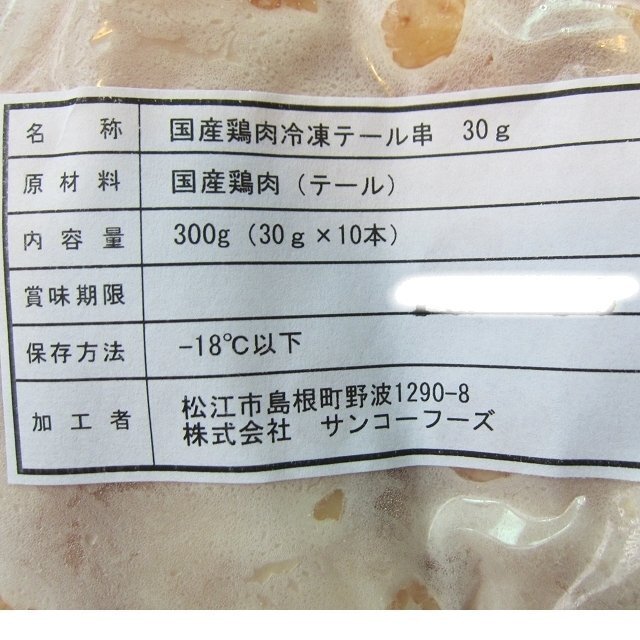 名称 国産鶏肉冷凍テール串 30g
原材料 国産鶏肉(テール)
内容量 300g(30g×10本)
賞味期限
保存方法 -18℃以下
加工者 松江市島根町野波1290-8
株式会社 サンコーフーズ